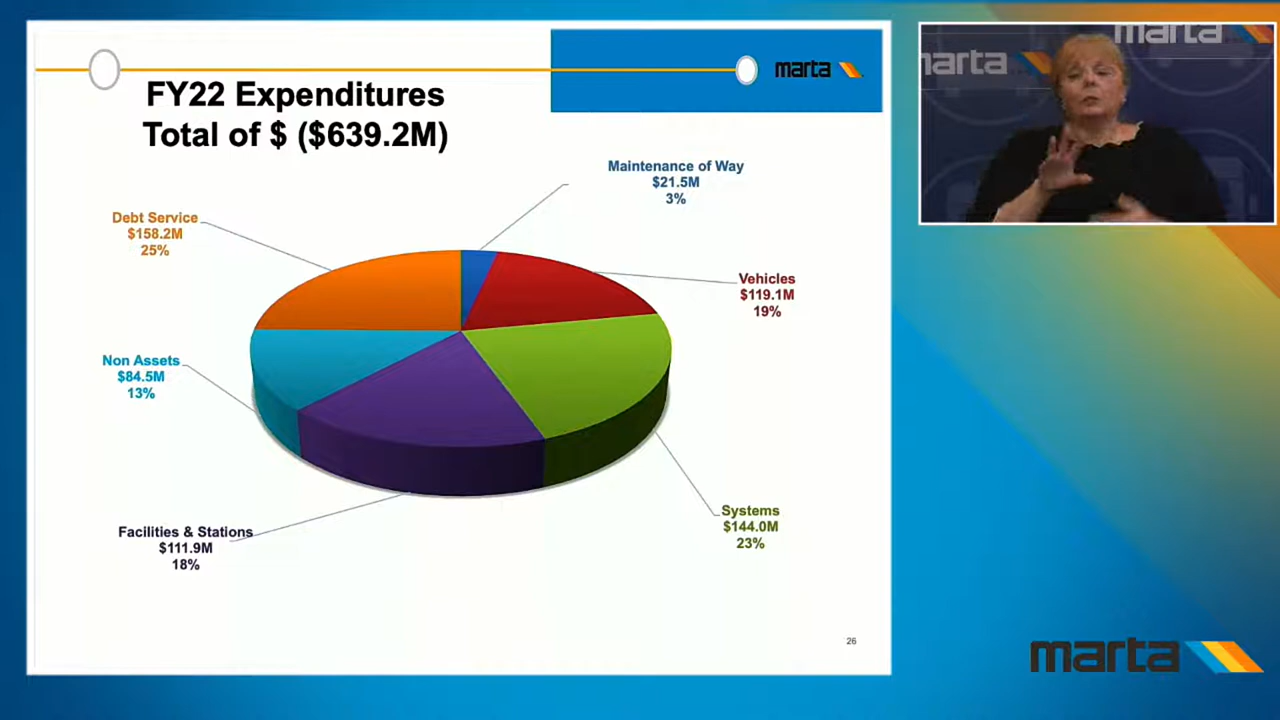 FY22 Expenditures
Total of $ ($639.2M)
marta
Maintenance of Way
$21.5M
3%
Debt Service
$158.2M
25%
Vehicles
$119.1M
19%
Non Assets
$84.5M
13%
Systems
$144.0M
23%
Facilities & Stations
$111.9M
18%
26
marta
marta
marta